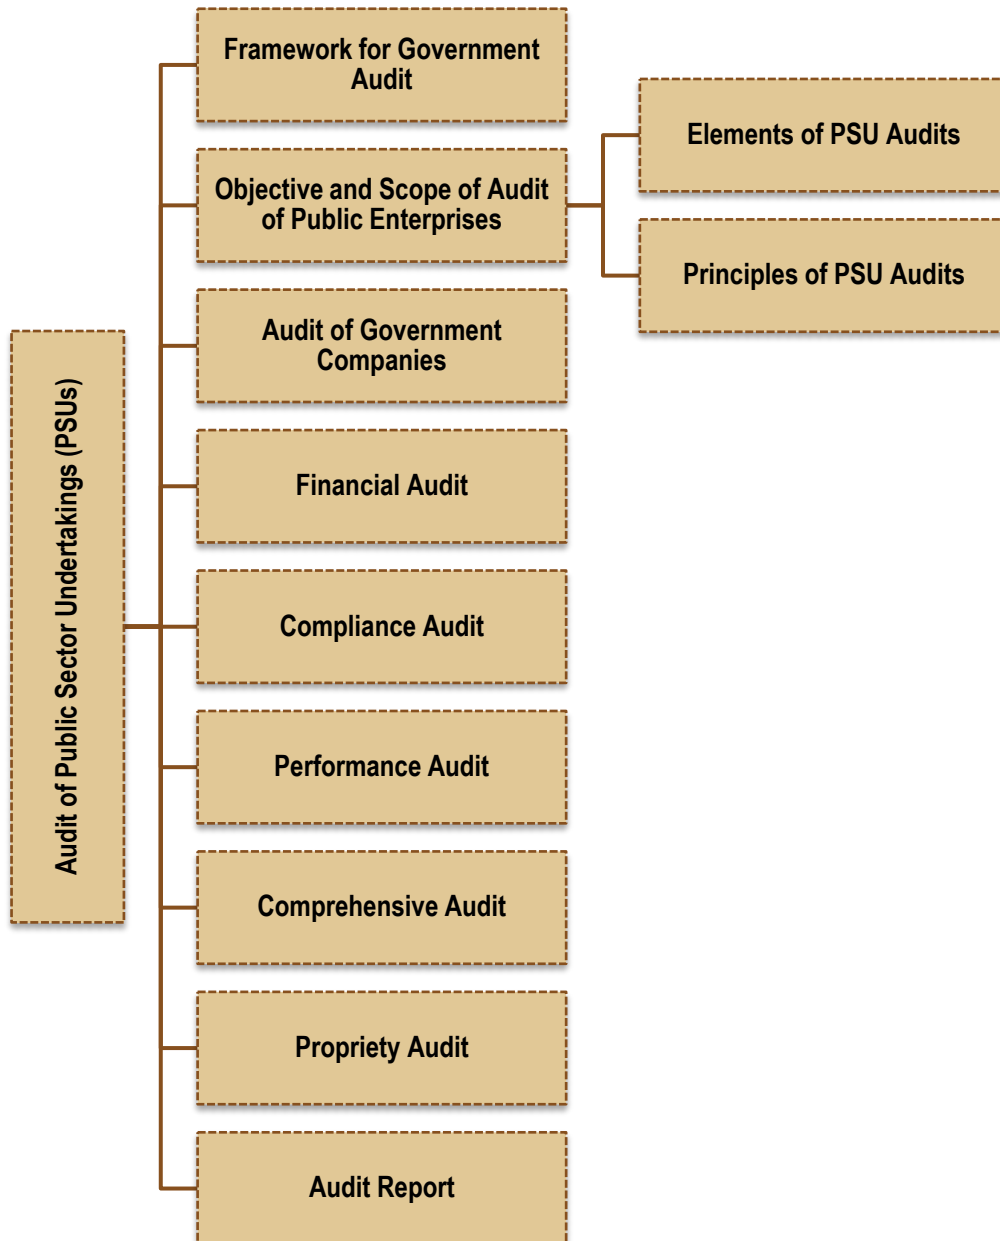 Audit of Public Sector Undertakings (PSUs)
Framework for Government
Audit
Objective and Scope of Audit
of Public Enterprises
Elements of PSU Audits
Principles of PSU Audits
Audit of Government
Companies
Financial Audit
Compliance Audit
Performance Audit
Comprehensive Audit
Propriety Audit
Audit Report